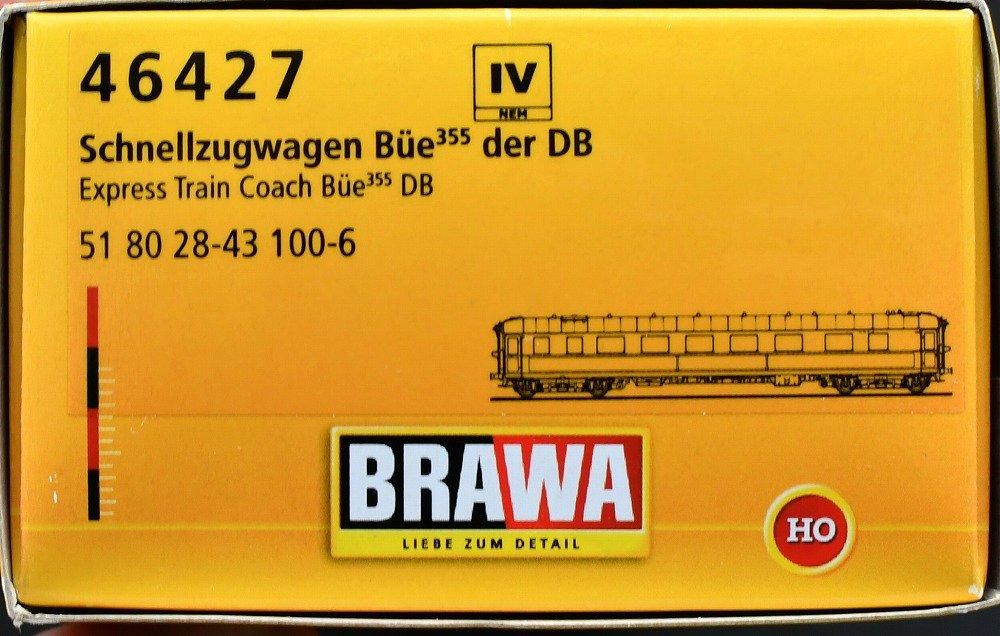 46427
IV
NEM
Schnellzugwagen Büe³⁵⁵ der DB
Express Train Coach Büe³⁵⁵ DB
51 80 28-43 100-6
BRAWA
LIEBE ZUM DETAIL
HO